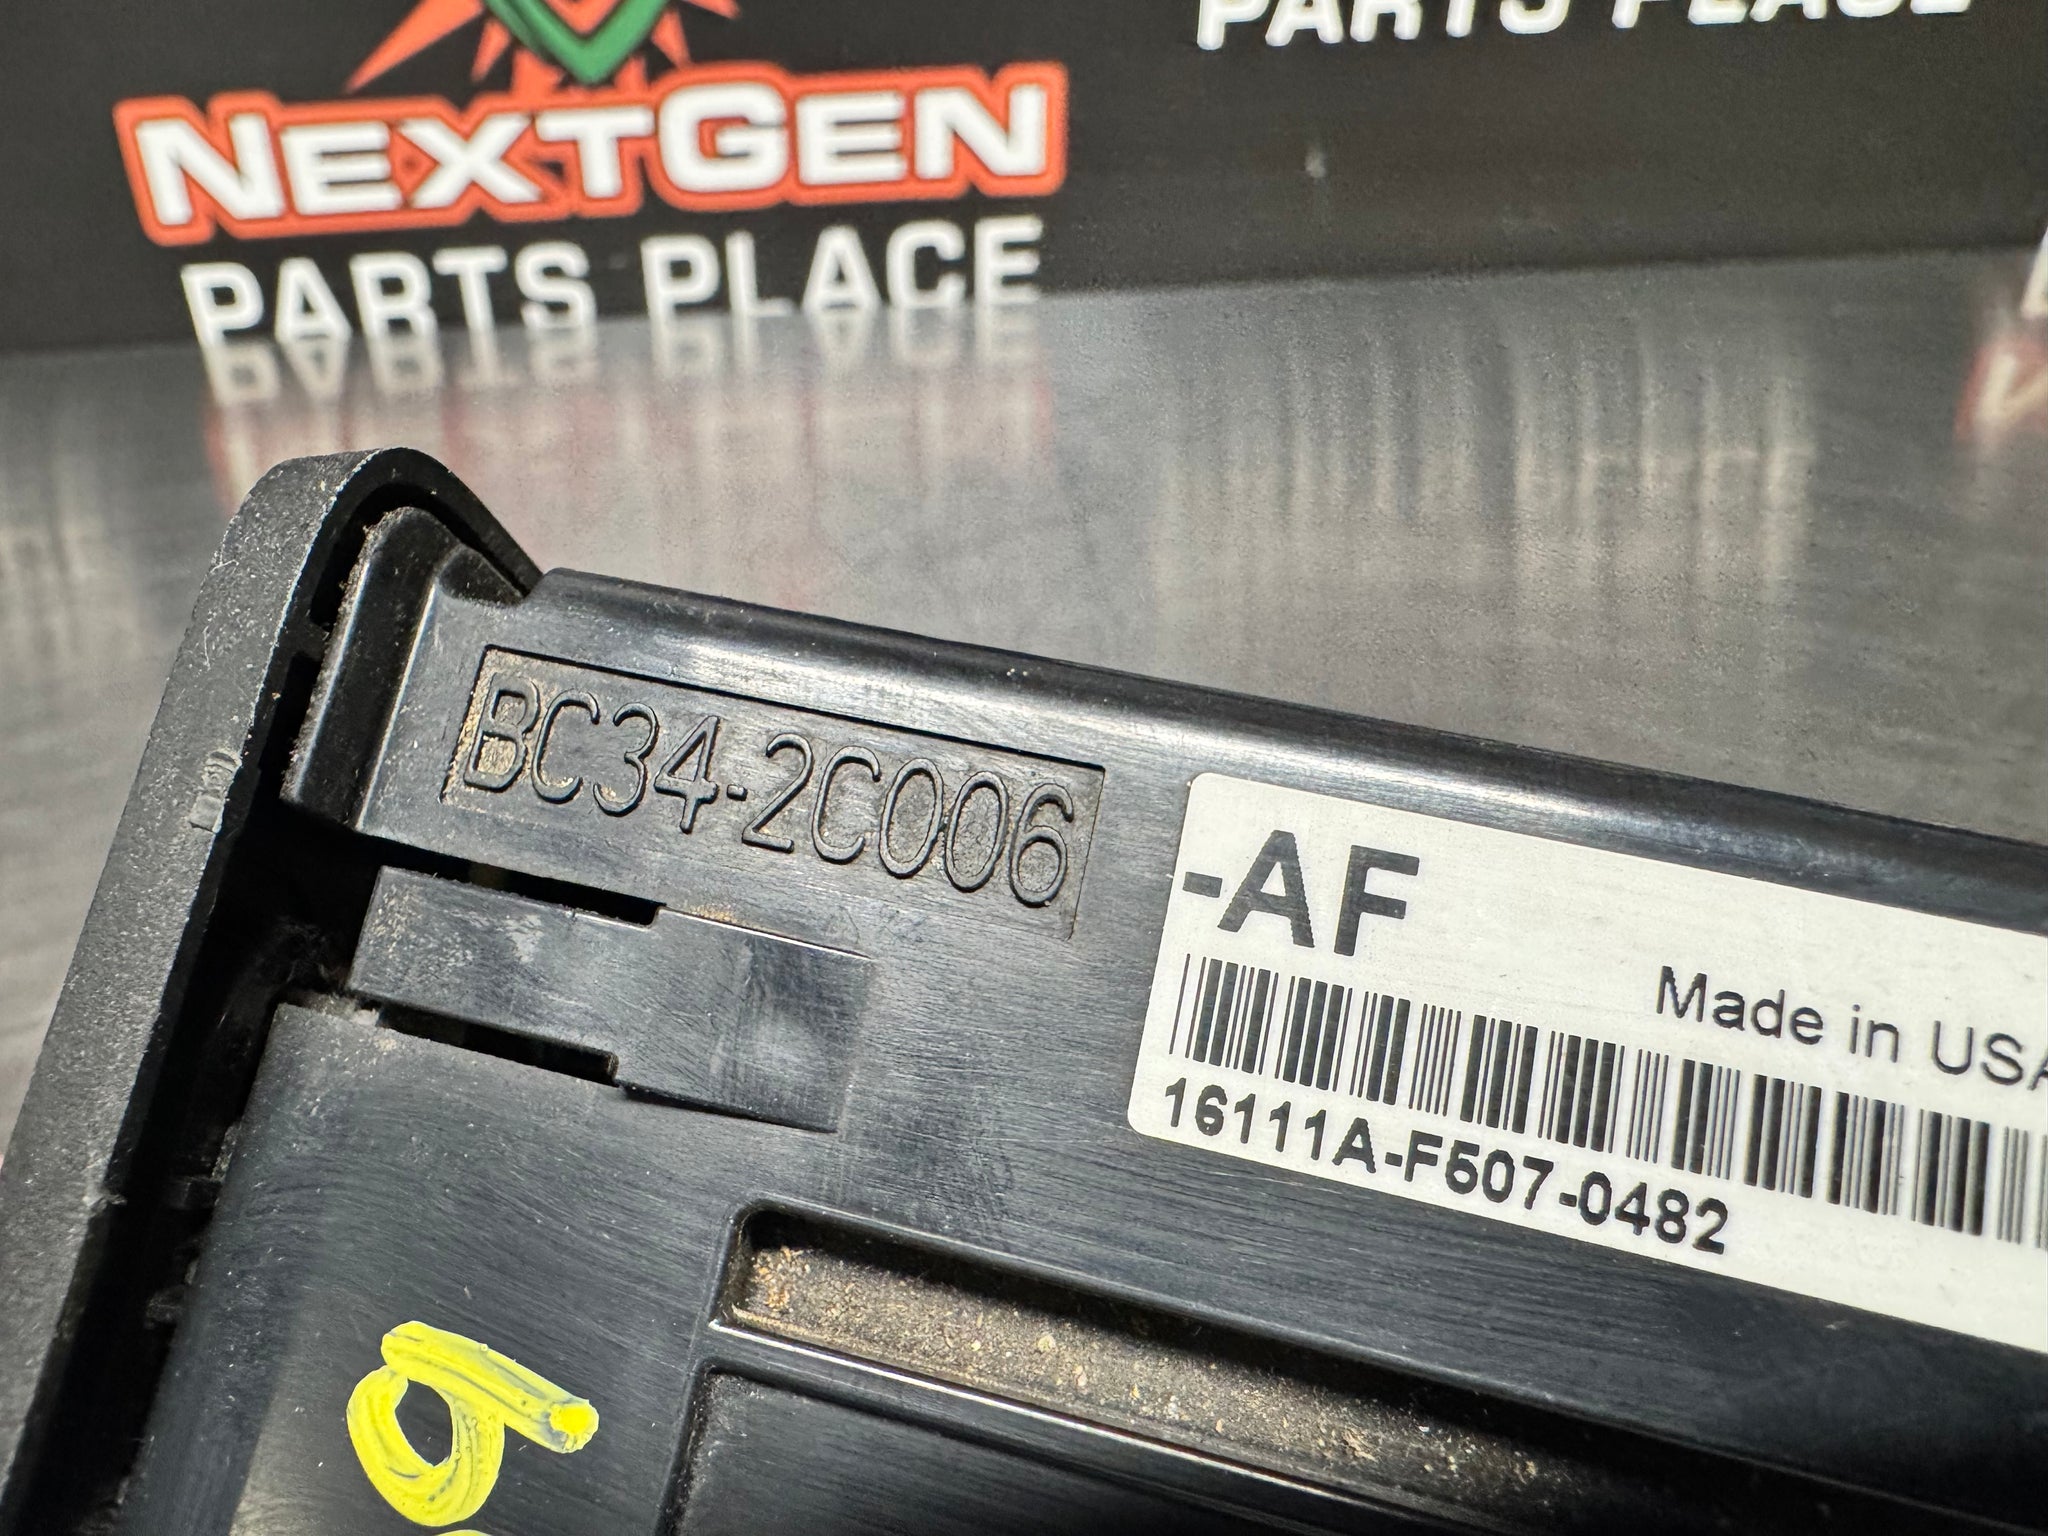 PARTS PLACE
NEXTGEN
PARTS PLACE
BC34-2C006
-AF
Made in USA
16111A-F507-0482